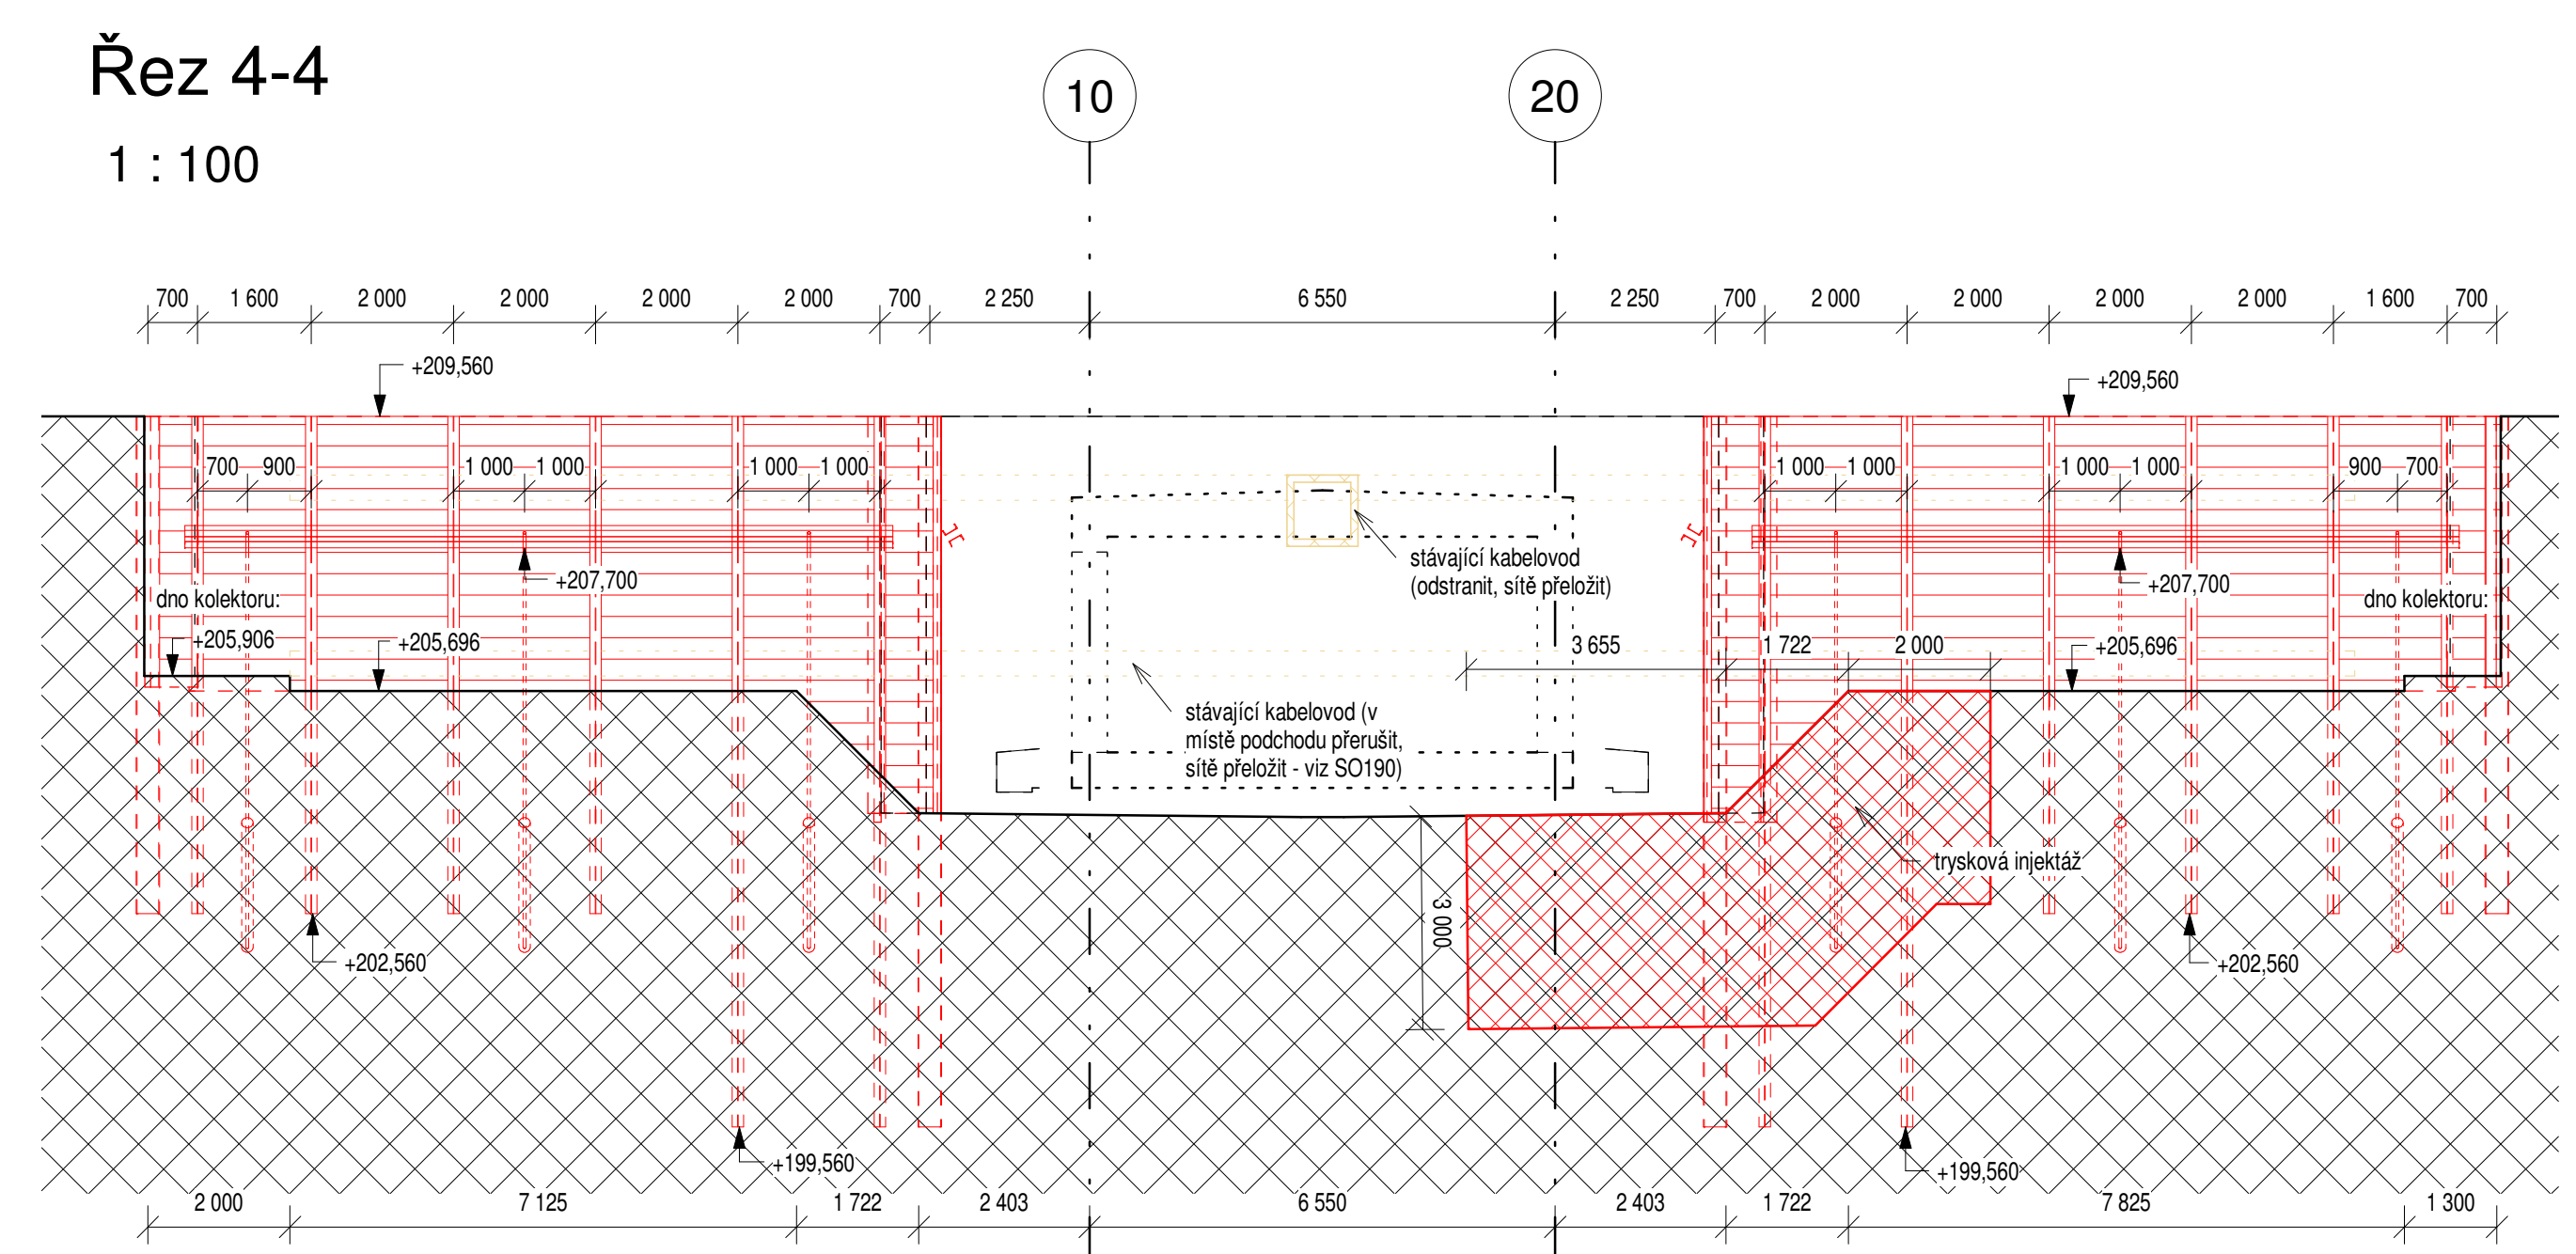 Řez 4-4
1 : 100
10
20
700 1 600 2 000 2 000 2 000 2 000 700 2 250 6 550 2 250 700 2 000 2 000 2 000 2 000 1 600 700
+209,560
+209,560
700 900 1 000 1 000 1 000 1 000 1 000 1 000 1 000 1 000 900 700
stávající kabelovod
(odstranit, sítě přeložit)
+207,700
+207,700
dno kolektoru:
dno kolektoru:
+205,906
+205,696
3 655 1 722 2 000
+205,696
stávající kabelovod (v
místě podchodu přerušit,
sítě přeložit - viz SO190)
trysková injektáž
3 000
+202,560
+202,560
+199,560
+199,560
2 000 7 125 1 722 2 403 6 550 2 403 1 722 7 825 1 300